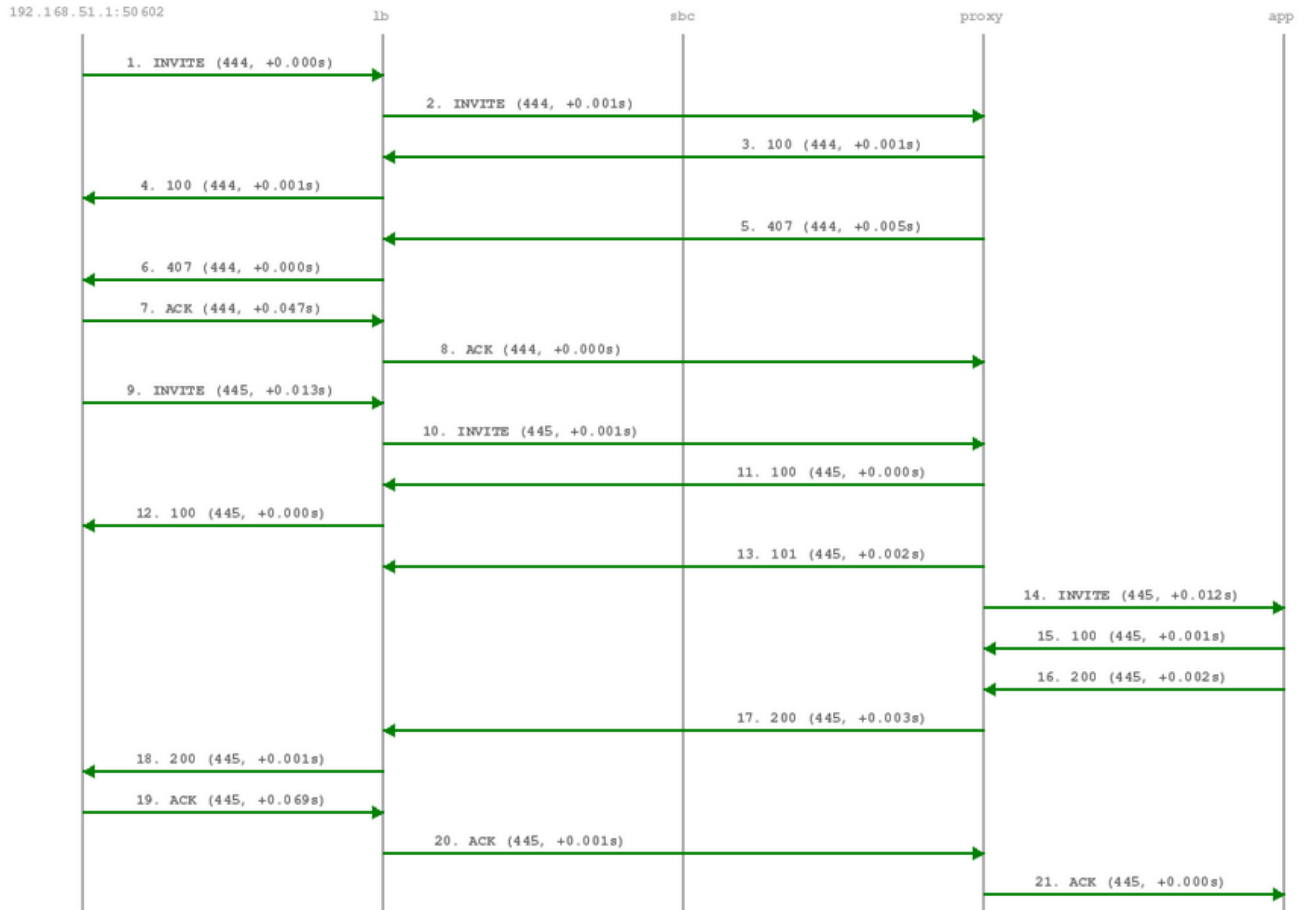 192.168.51.1:50602 lb sbc proxy app
1. INVITE (444, +0.000s)
2. INVITE (444, +0.001s)
3. 100 (444, +0.001s)
4. 100 (444, +0.001s)
5. 407 (444, +0.005s)
6. 407 (444, +0.000s)
7. ACK (444, +0.047s)
8. ACK (444, +0.000s)
9. INVITE (445, +0.013s)
10. INVITE (445, +0.001s)
11. 100 (445, +0.000s)
12. 100 (445, +0.000s)
13. 101 (445, +0.002s)
14. INVITE (445, +0.012s)
15. 100 (445, +0.001s)
16. 200 (445, +0.002s)
17. 200 (445, +0.003s)
18. 200 (445, +0.001s)
19. ACK (445, +0.069s)
20. ACK (445, +0.001s)
21. ACK (445, +0.000s)